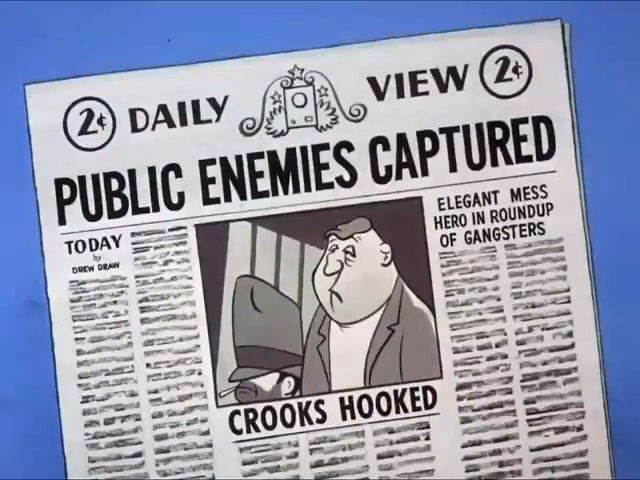 2¢ DAILY VIEW 2¢
PUBLIC ENEMIES CAPTURED
TODAY
by
DREW DRAW
ELEGANT MESS
HERO IN ROUNDUP
OF GANGSTERS
CROOKS HOOKED